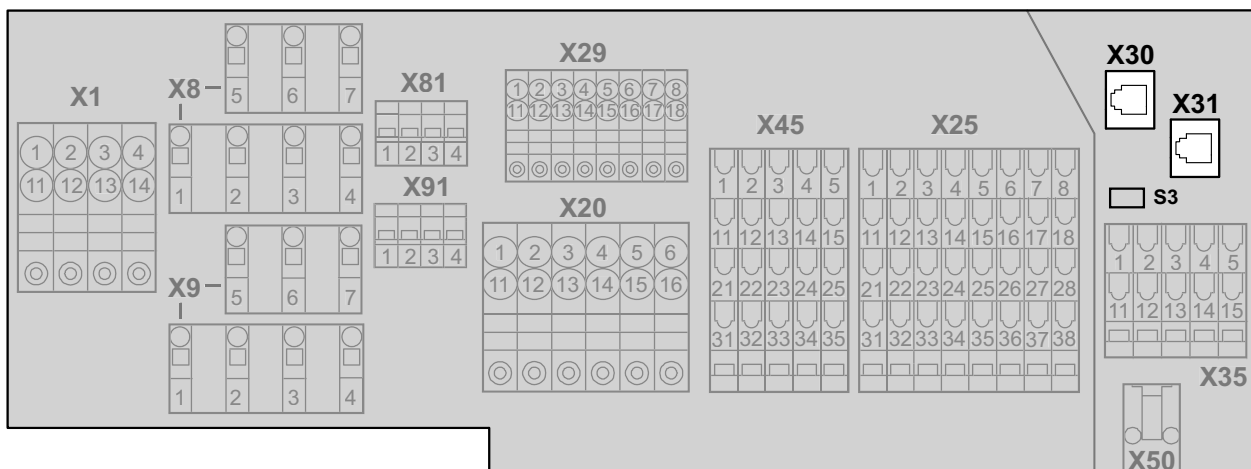 X1
1 2 3 4
11 12 13 14
X8
5 6 7
1 2 3 4
X9
5 6 7
1 2 3 4
X81
1 2 3 4
X91
1 2 3 4
X29
1 2 3 4 5 6 7 8
11 12 13 14 15 16 17 18
X20
1 2 3 4 5 6
11 12 13 14 15 16
X45
1 2 3 4 5
11 12 13 14 15
21 22 23 24 25
31 32 33 34 35
X25
1 2 3 4 5 6 7 8
11 12 13 14 15 16 17 18
21 22 23 24 25 26 27 28
31 32 33 34 35 36 37 38
X30
X31
S3
1 2 3 4 5
11 12 13 14 15
X35
X50